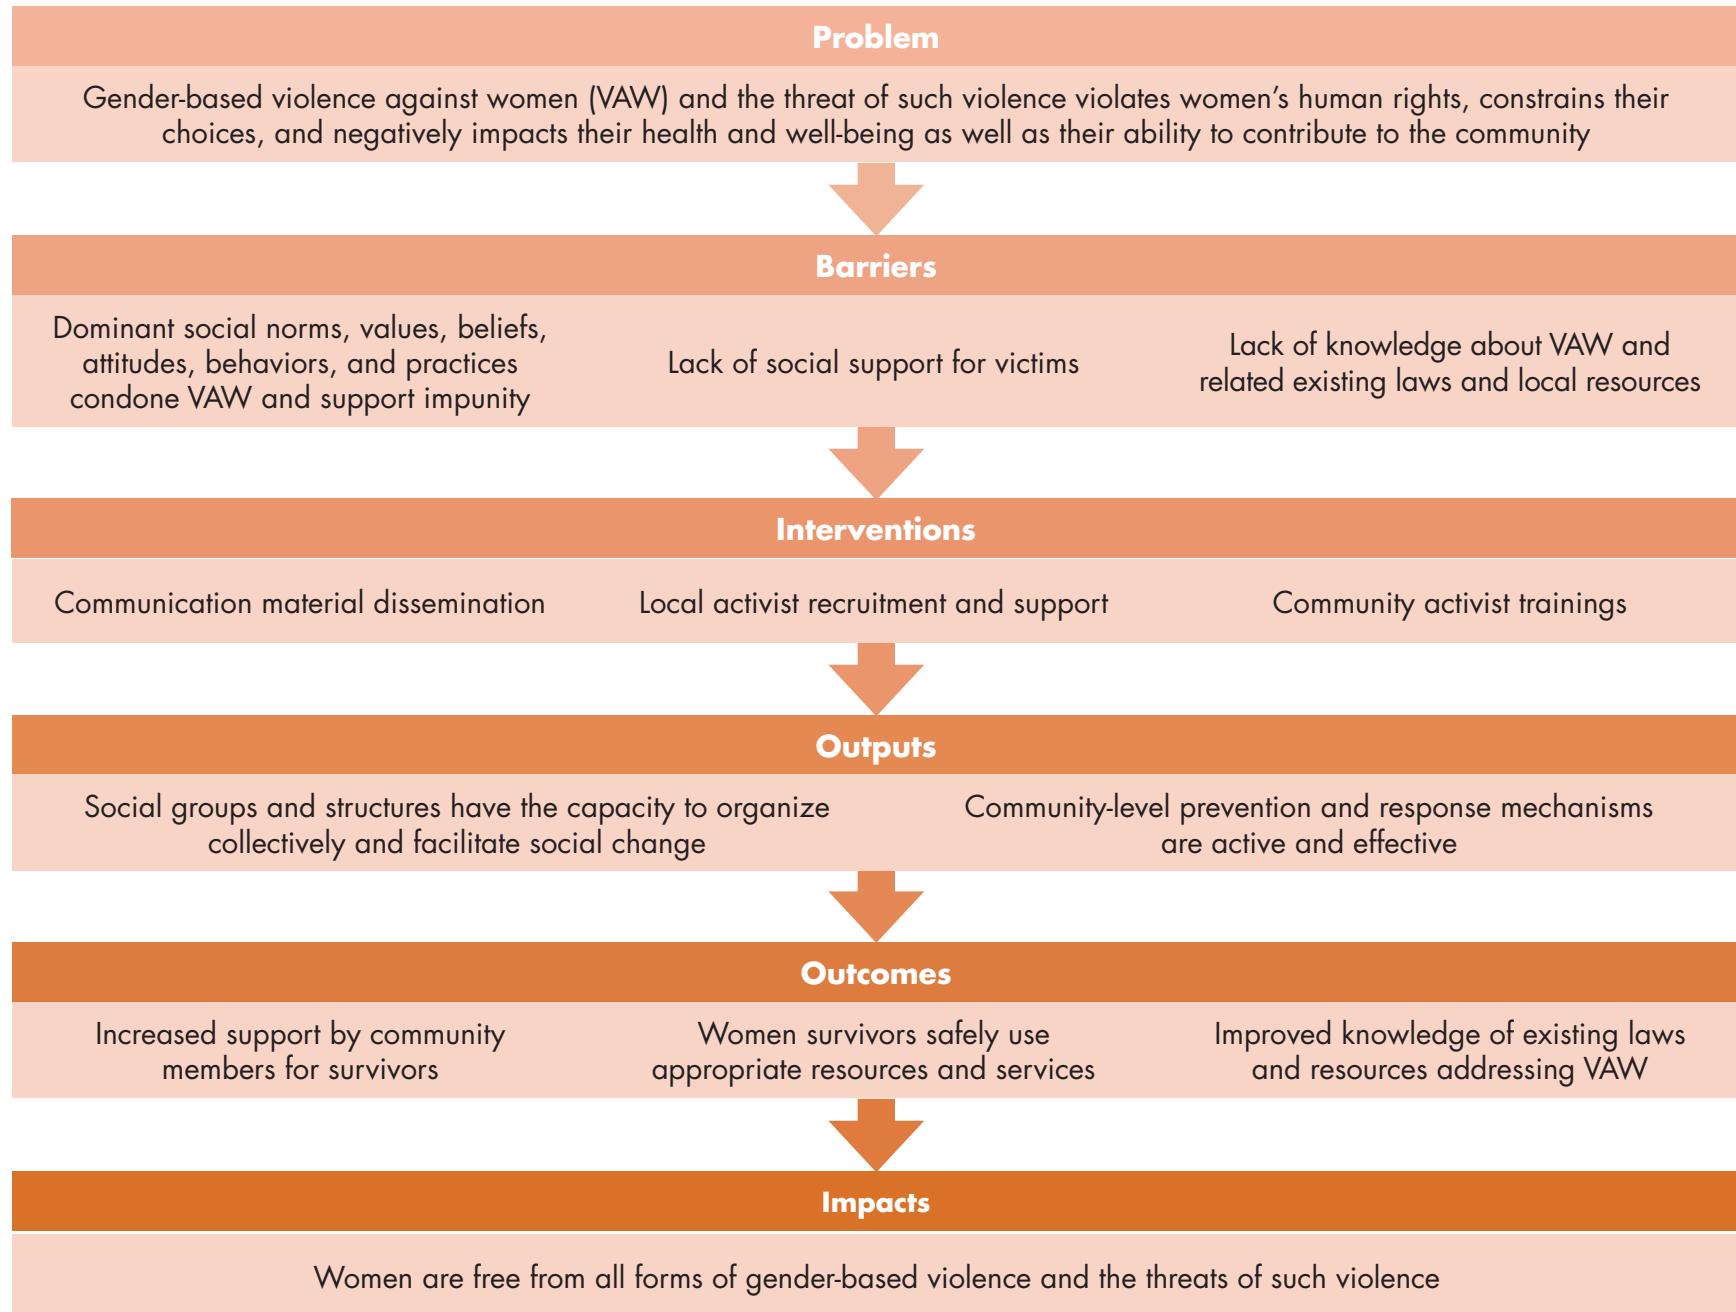 Problem
Gender-based violence against women (VAW) and the threat of such violence violates women’s human rights, constrains their
choices, and negatively impacts their health and well-being as well as their ability to contribute to the community
Barriers
Dominant social norms, values, beliefs,
attitudes, behaviors, and practices
condone VAW and support impunity
Lack of social support for victims
Lack of knowledge about VAW and
related existing laws and local resources
Interventions
Communication material dissemination
Local activist recruitment and support
Community activist trainings
Outputs
Social groups and structures have the capacity to organize
collectively and facilitate social change
Community-level prevention and response mechanisms
are active and effective
Outcomes
Increased support by community
members for survivors
Women survivors safely use
appropriate resources and services
Improved knowledge of existing laws
and resources addressing VAW
Impacts
Women are free from all forms of gender-based violence and the threats of such violence